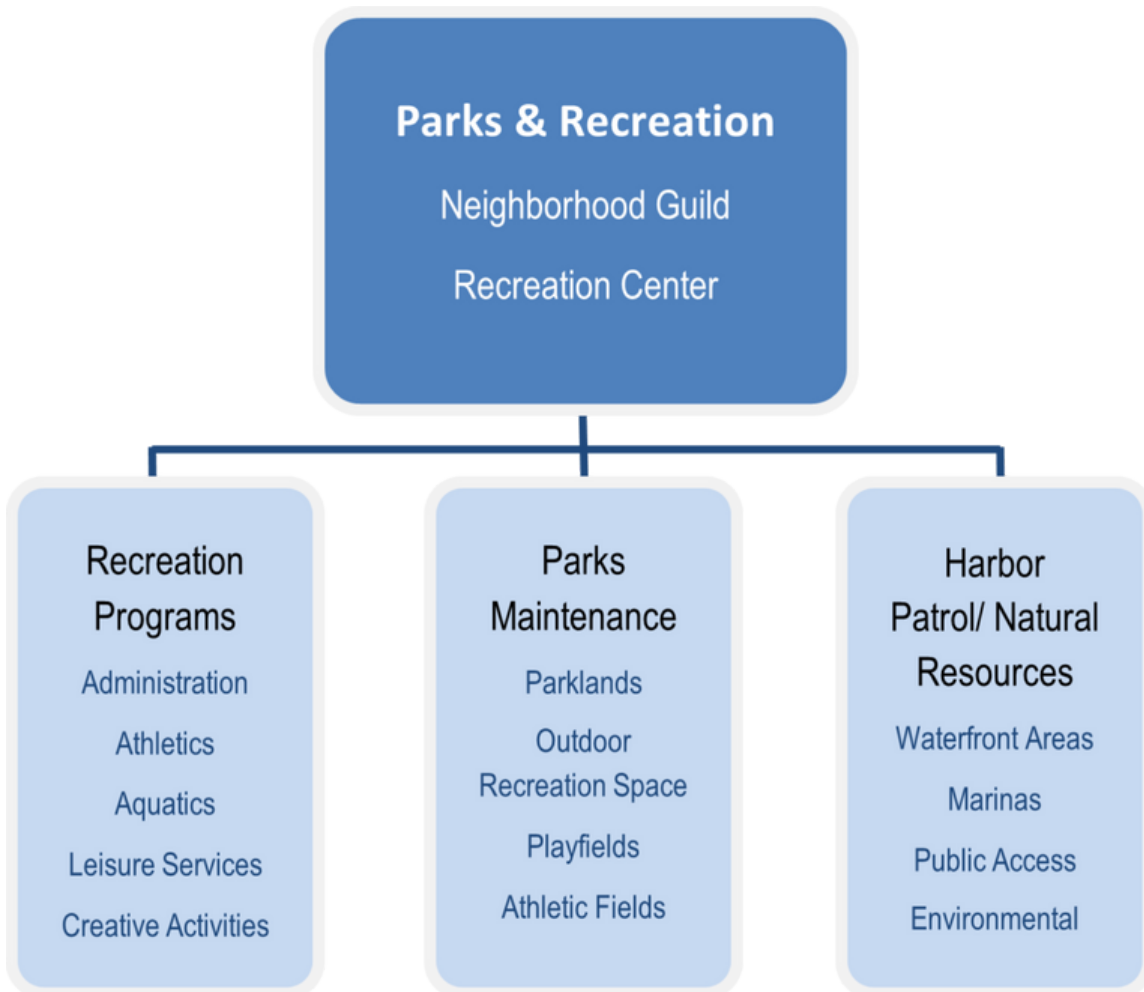 Parks & Recreation
Neighborhood Guild
Recreation Center
Recreation
Programs
Administration
Athletics
Aquatics
Leisure Services
Creative Activities
Parks
Maintenance
Parklands
Outdoor
Recreation Space
Playfields
Athletic Fields
Harbor
Patrol/ Natural
Resources
Waterfront Areas
Marinas
Public Access
Environmental